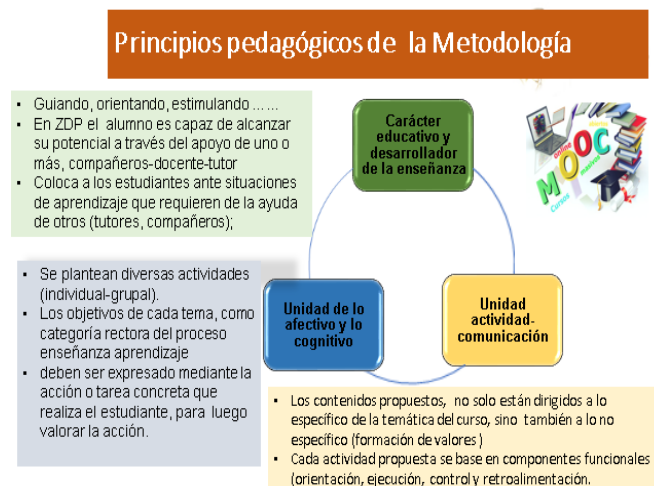 Principios pedagógicos de la Metodología
▪ Guiando, orientando, estimulando ......
▪ En ZDP el alumno es capaz de alcanzar
su potencial a través del apoyo de uno o
más, compañeros-docente-tutor
▪ Coloca a los estudiantes ante situaciones
de aprendizaje que requieren de la ayuda
de otros (tutores, compañeros);
Carácter
educativo y
desarrollador
de la enseñanza
online
MOOC
masivos
Cursos
▪ Se plantean diversas actividades
(individual-grupal).
▪ Los objetivos de cada tema, como
categoría rectora del proceso
enseñanza aprendizaje
▪ deben ser expresado mediante la
acción o tarea concreta que
realiza el estudiante, para luego
valorar la acción.
Unidad de lo
afectivo y lo
cognitivo
Unidad
actividad-
comunicación
▪ Los contenidos propuestos, no solo están dirigidos a lo
específico de la temática del curso, sino también a lo no
específico (formación de valores )
▪ Cada actividad propuesta se base en componentes funcionales
(orientación, ejecución, control y retroalimentación.